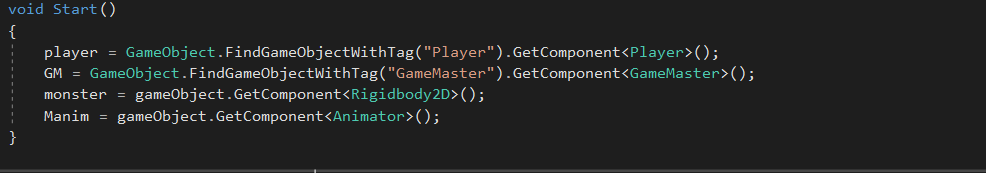 void Start()
{
player = GameObject.FindGameObjectWithTag("Player").GetComponent<Player>();
GM = GameObject.FindGameObjectWithTag("GameMaster").GetComponent<GameMaster>();
monster = gameObject.GetComponent<Rigidbody2D>();
Manim = gameObject.GetComponent<Animator>();
}